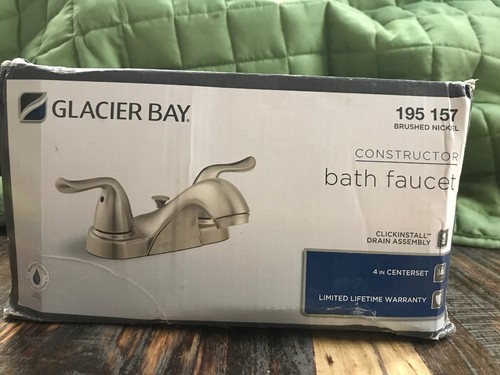 GLACIER BAY.
195 157
BRUSHED NICKEL
CONSTRUCTOR
bath faucet
CLICKINSTALL™
DRAIN ASSEMBLY
4 IN CENTERSET
LIMITED LIFETIME WARRANTY